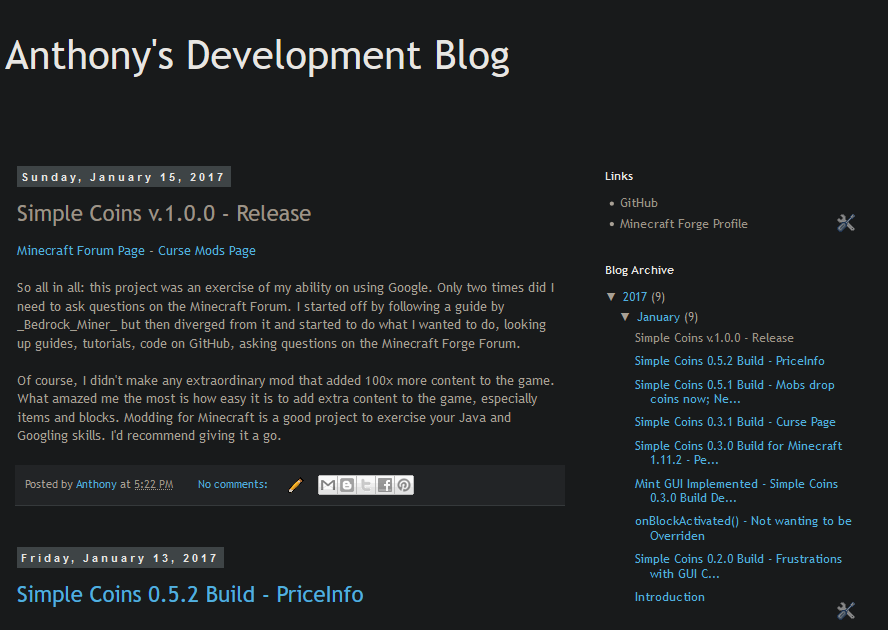 Anthony's Development Blog
Sunday, January 15, 2017
Simple Coins v.1.0.0 - Release
Minecraft Forum Page - Curse Mods Page
So all in all: this project was an exercise of my ability on using Google. Only two times did I
need to ask questions on the Minecraft Forum. I started off by following a guide by
_Bedrock_Miner_ but then diverged from it and started to do what I wanted to do, looking
up guides, tutorials, code on GitHub, asking questions on the Minecraft Forge Forum.
Of course, I didn't make any extraordinary mod that added 100x more content to the game.
What amazed me the most is how easy it is to add extra content to the game, especially
items and blocks. Modding for Minecraft is a good project to exercise your Java and
Googling skills. I'd recommend giving it a go.
Posted by Anthony at 5:22 PM No comments:
Friday, January 13, 2017
Simple Coins 0.5.2 Build - PriceInfo
Links
GitHub
Minecraft Forge Profile
Blog Archive
▼ 2017 (9)
▼ January (9)
Simple Coins v.1.0.0 - Release
Simple Coins 0.5.2 Build - PriceInfo
Simple Coins 0.5.1 Build - Mobs drop
coins now; Ne...
Simple Coins 0.3.1 Build - Curse Page
Simple Coins 0.3.0 Build for Minecraft
1.11.2 - Pe...
Mint GUI Implemented - Simple Coins
0.3.0 Build De...
onBlockActivated() - Not wanting to be
Overriden
Simple Coins 0.2.0 Build - Frustrations
with GUI C...
Introduction